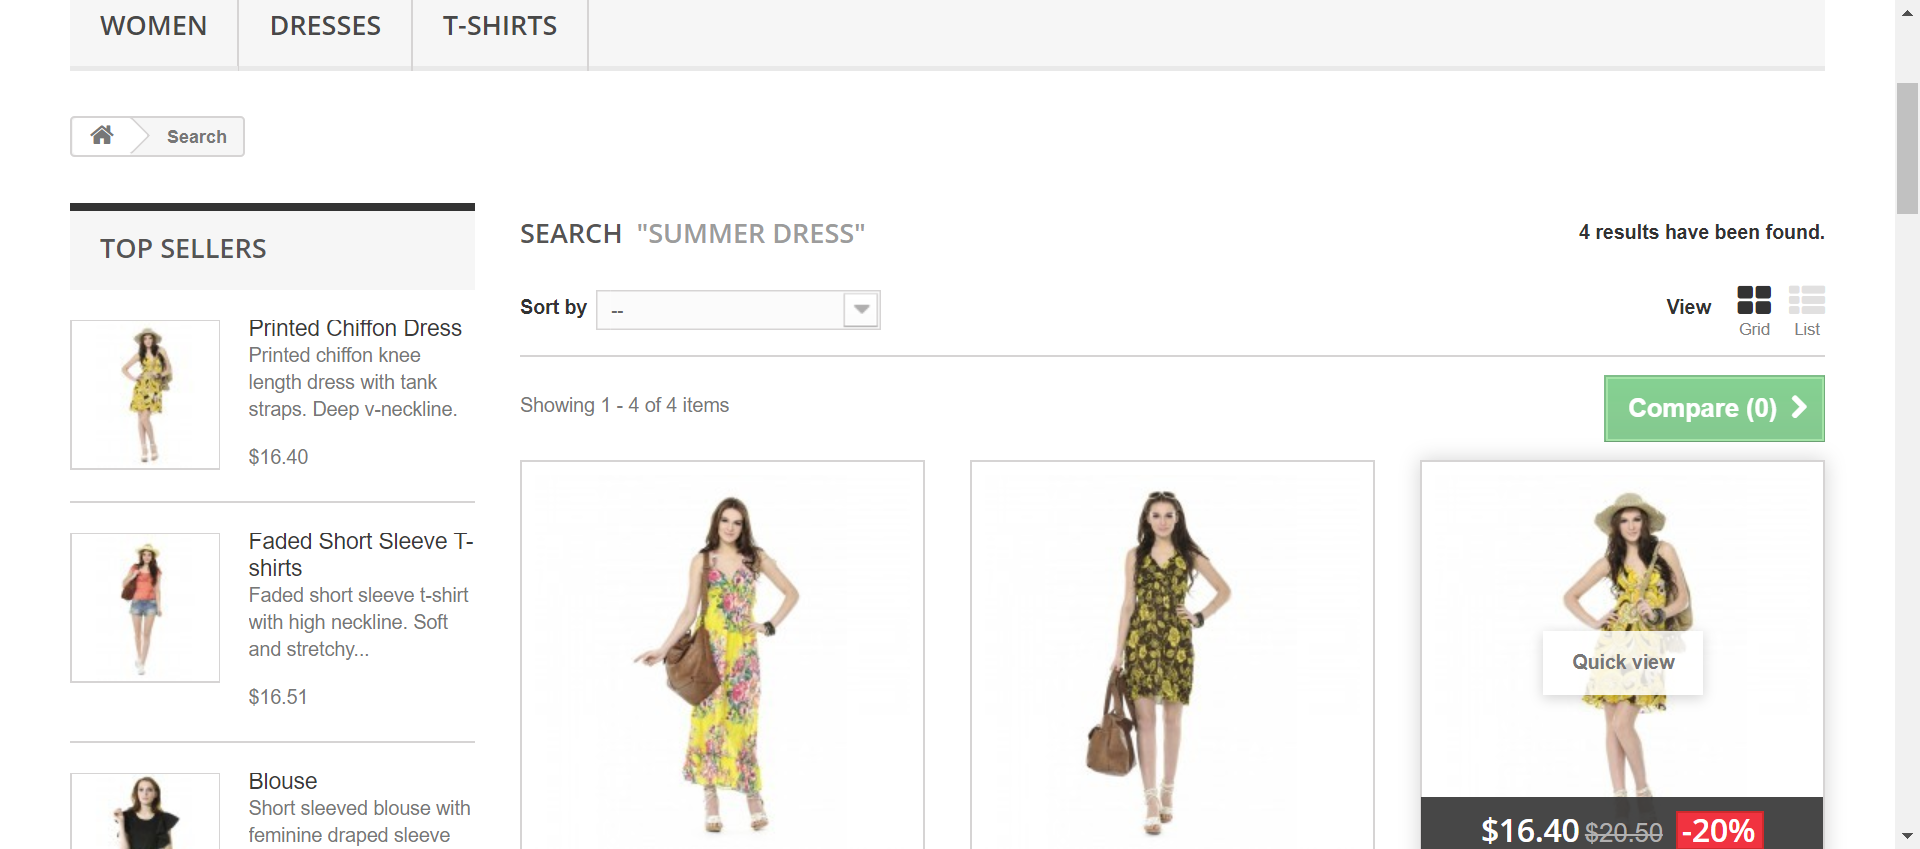 WOMEN
DRESSES
T-SHIRTS
Search
TOP SELLERS
Printed Chiffon Dress
Printed chiffon knee
length dress with tank
straps. Deep v-neckline.
$16.40
Faded Short Sleeve T-
shirts
Faded short sleeve t-shirt
with high neckline. Soft
and stretchy...
$16.51
Blouse
Short sleeved blouse with
feminine draped sleeve
SEARCH "SUMMER DRESS"
4 results have been found.
Sort by --
View
Grid
List
Showing 1 - 4 of 4 items
Compare (0)
Quick view
$16.40 $20.50 -20%